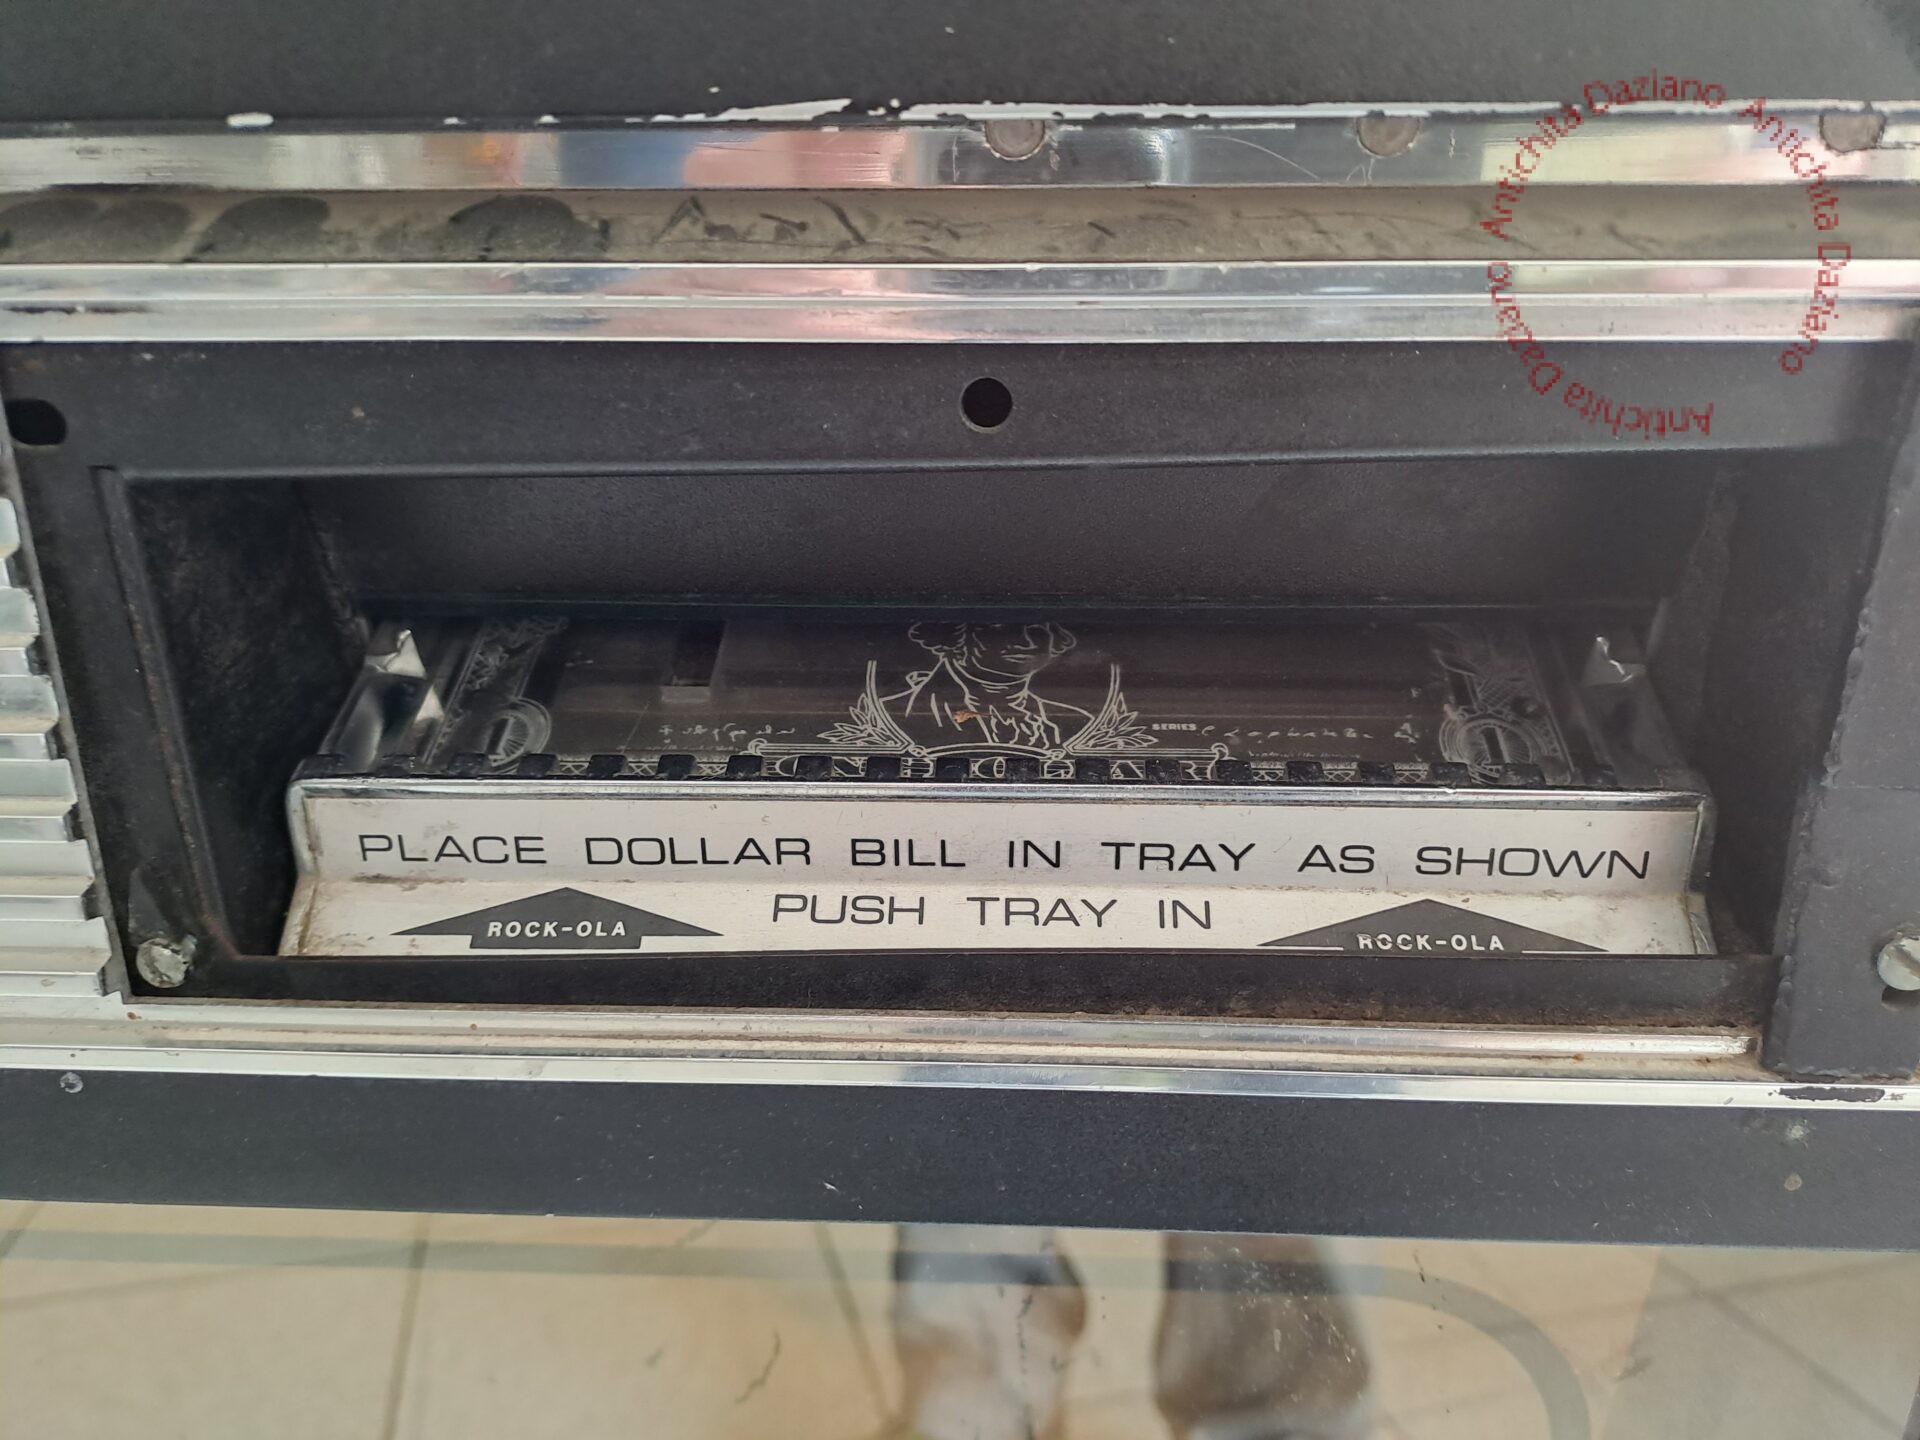 Antichita Daziano Antichita Daziano Antichita Daziano
SERIES
PLACE DOLLAR BILL IN TRAY AS SHOWN
PUSH TRAY IN
ROCK-OLA
ROCK-OLA